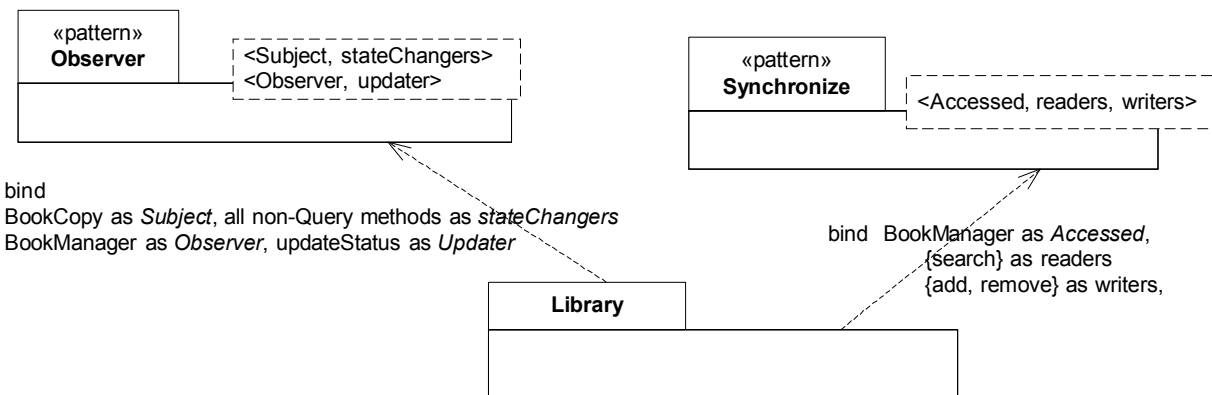 «pattern»
Observer
<Subject, stateChangers>
<Observer, updater>
«pattern»
Synchronize
<Accessed, readers, writers>
bind
BookCopy as Subject, all non-Query methods as stateChangers
BookManager as Observer, updateStatus as Updater
bind BookManager as Accessed,
{search} as readers
{add, remove} as writers,
Library